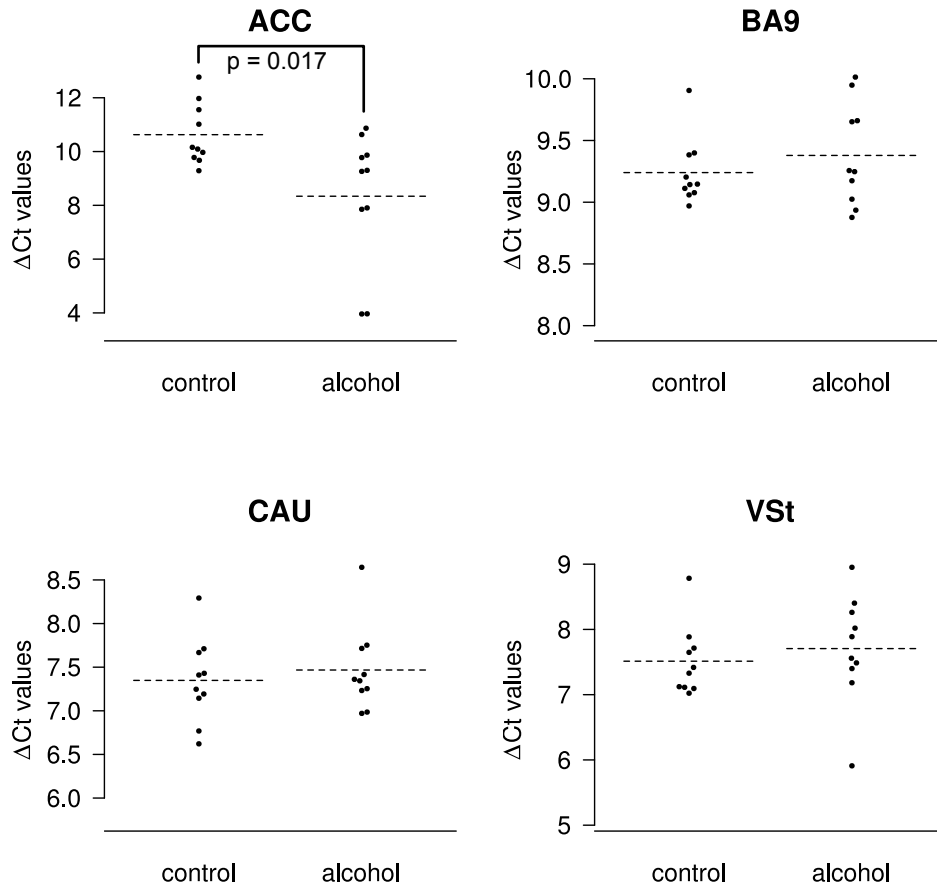 ACC
p = 0.017
ΔCt values
12
10
8
6
4
control alcohol
BA9
ΔCt values
10.0
9.5
9.0
8.5
8.0
control alcohol
CAU
ΔCt values
8.5
8.0
7.5
7.0
6.5
6.0
control alcohol
VSt
ΔCt values
9
8
7
6
5
control alcohol